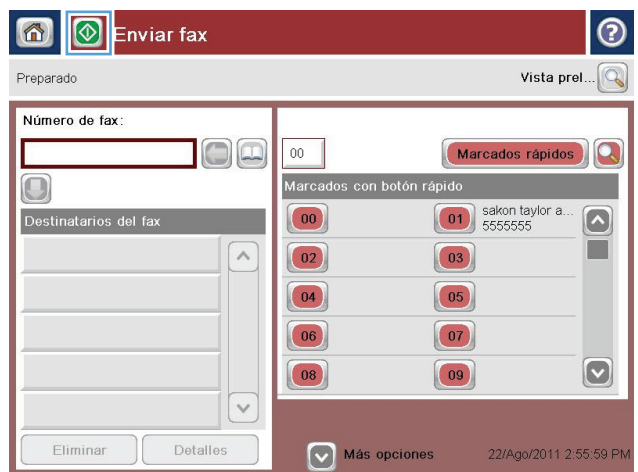 Enviar fax
Preparado
Vista prel...
Número de fax:
00
Marcados rápidos
Marcados con botón rápido
Destinatarios del fax
00
01 sakon taylor a...
5555555
02
03
04
05
06
07
08
09
Eliminar
Detalles
Más opciones
22/Ago/2011 2:55:59 PM